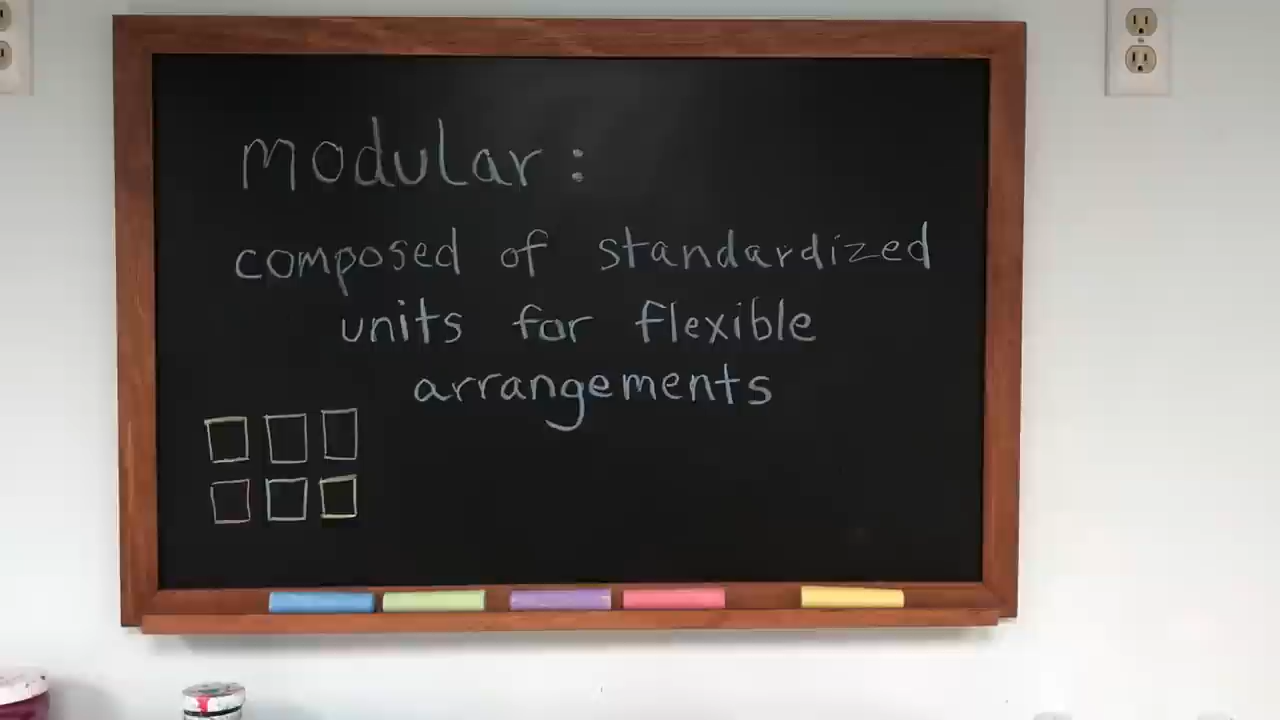 modular:
composed of standardized
units for flexible
arrangements